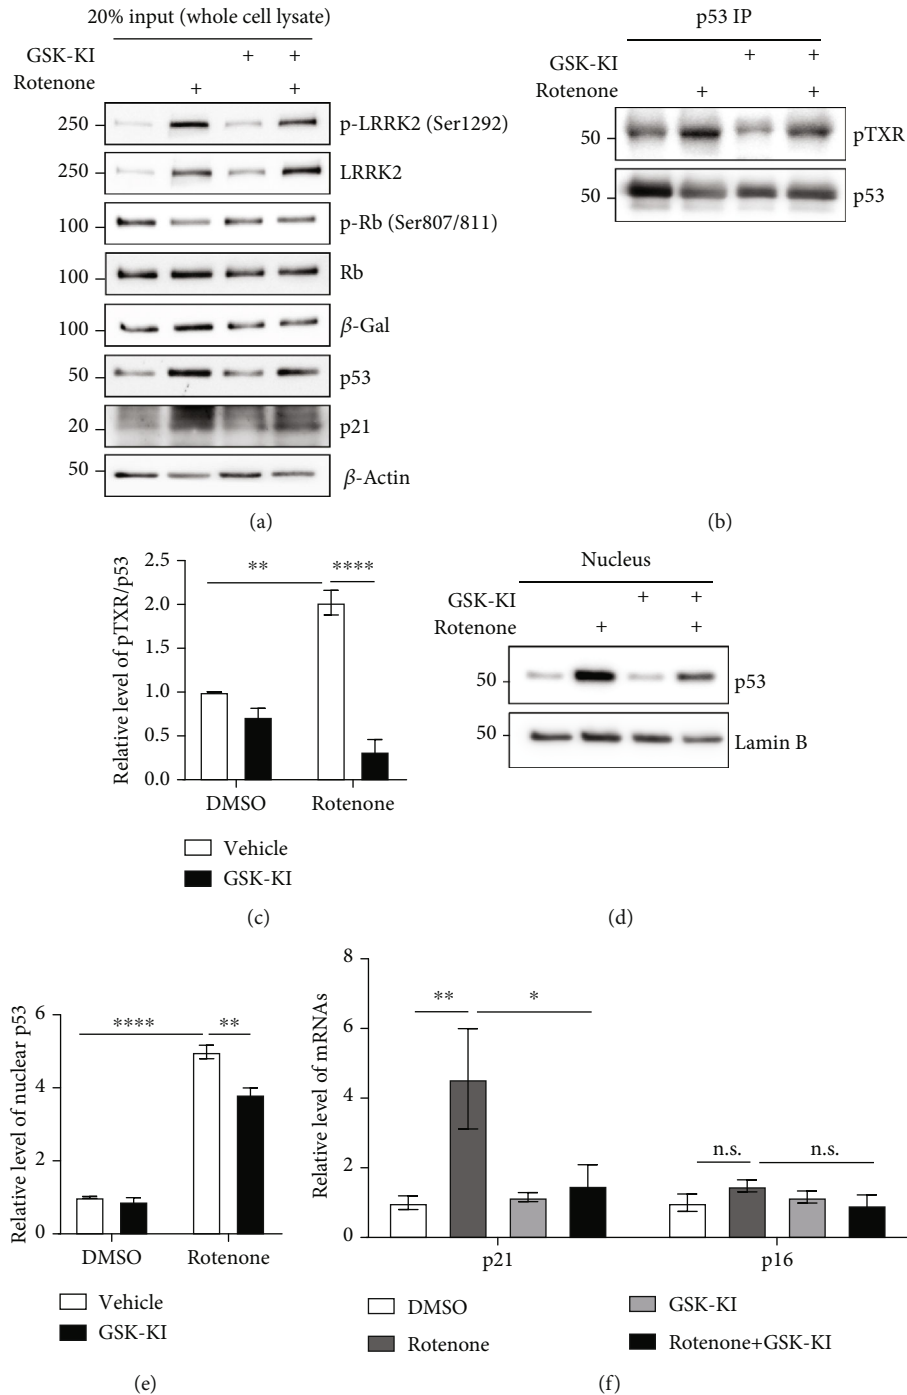 20% input (whole cell lysate)
GSK-KI + +
Rotenone + +
250 p-LRRK2 (Ser1292)
250 LRRK2
100 p-Rb (Ser807/811)
100 Rb
100 β-Gal
50 p53
20 p21
50 β-Actin
(a)
p53 IP
GSK-KI + +
Rotenone + +
50 pTXR
50 p53
(b)
Relative level of pTXR/p53
2.5
2.0
1.5
1.0
0.5
0.0
** ****
DMSO Rotenone
Vehicle
GSK-KI
(c)
Nucleus
GSK-KI + +
Rotenone + +
50 p53
50 Lamin B
(d)
Relative level of nuclear p53
6
4
2
0
**** **
DMSO Rotenone
Vehicle
GSK-KI
(e)
Relative level of mRNAs
8
6
4
2
0
** *
n.s. n.s.
p21 p16
DMSO GSK-KI
Rotenone Rotenone+GSK-KI
(f)